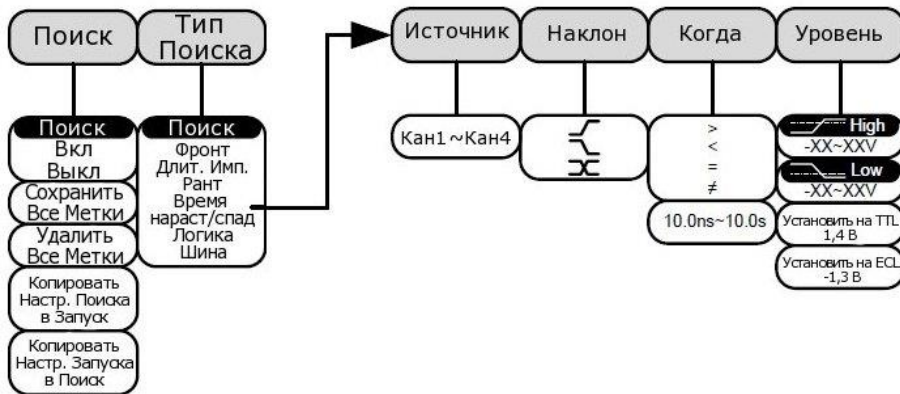 Поиск
Тип
Поиска
Источник
Наклон
Когда
Уровень
Поиск
Вкл
Выкл
Сохранить
Все Метки
Удалить
Все Метки
Копировать
Настр. Поиска
в Запуск
Копировать
Настр. Запуска
в Поиск
Поиск
Фронт
Длит. Имп.
Рант
Время
нараст/спад
Логика
Шина
Кан1~Кан4
>
<
=
≠
10.0ns~10.0s
High
-XX~XXV
Low
-XX~XXV
Установить на TTL
1,4 В
Установить на ECL
-1,3 В